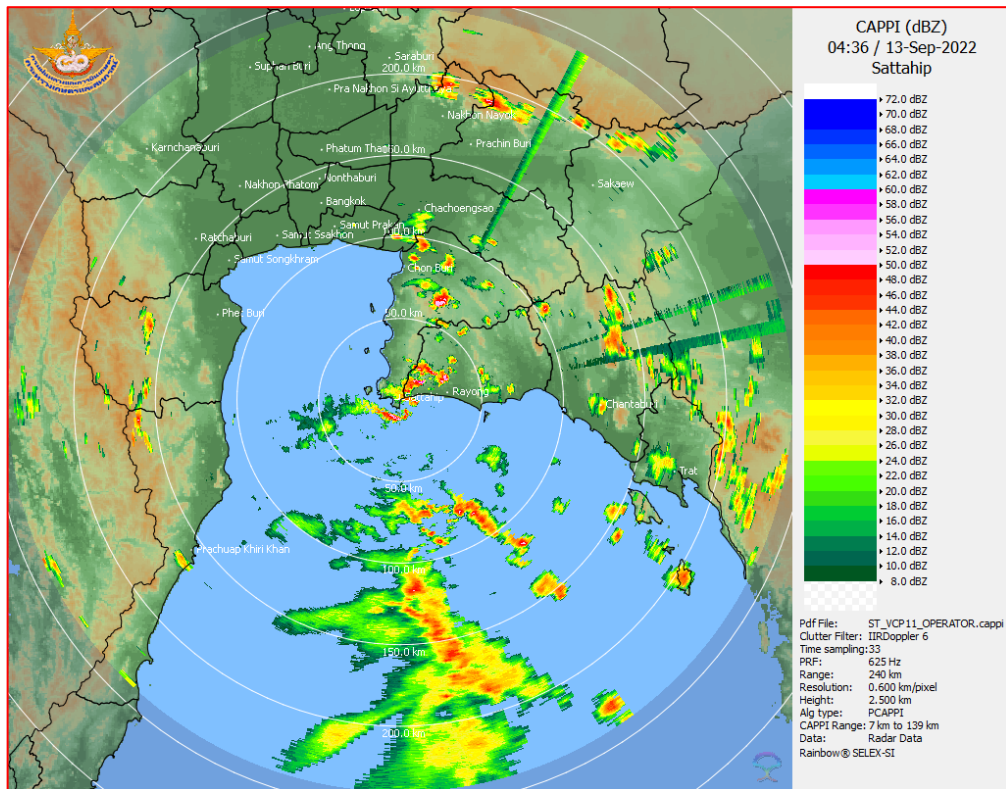 Ang Thong
Saraburi
Suphan Buri
200.0 km
Pra Nakhon Si Ayuttu
Nakhon Nayok
Karnchanaburi
Phatum Tha
Prachin Buri
Nonthaburi
Nakhon Phatom
Sakaew
Bangkok
Chachoengsao
Samut Prakan
Ratchaburi
Samut Ssakhon
100.0 km
Samut Songkhram
Chon Buri
Phet Buri
50.0 km
Rayong
Sattahip
Chantaburi
Trat
50.0 km
Prachuap Khiri Khan
100.0 km
150.0 km
200.0 km
CAPPI (dBZ)
04:36 / 13-Sep-2022
Sattahip
72.0 dBZ
70.0 dBZ
68.0 dBZ
66.0 dBZ
64.0 dBZ
62.0 dBZ
60.0 dBZ
58.0 dBZ
56.0 dBZ
54.0 dBZ
52.0 dBZ
50.0 dBZ
48.0 dBZ
46.0 dBZ
44.0 dBZ
42.0 dBZ
40.0 dBZ
38.0 dBZ
36.0 dBZ
34.0 dBZ
32.0 dBZ
30.0 dBZ
28.0 dBZ
26.0 dBZ
24.0 dBZ
22.0 dBZ
20.0 dBZ
18.0 dBZ
16.0 dBZ
14.0 dBZ
12.0 dBZ
10.0 dBZ
8.0 dBZ
Pdf File: ST_VCP11_OPERATOR.cappi
Clutter Filter: IIRDoppler 6
Time sampling:33
PRF: 625 Hz
Range: 240 km
Resolution: 0.600 km/pixel
Height: 2.500 km
Alg type: PCAPPI
CAPPI Range: 7 km to 139 km
Data: Radar Data
Rainbow® SELEX-SI